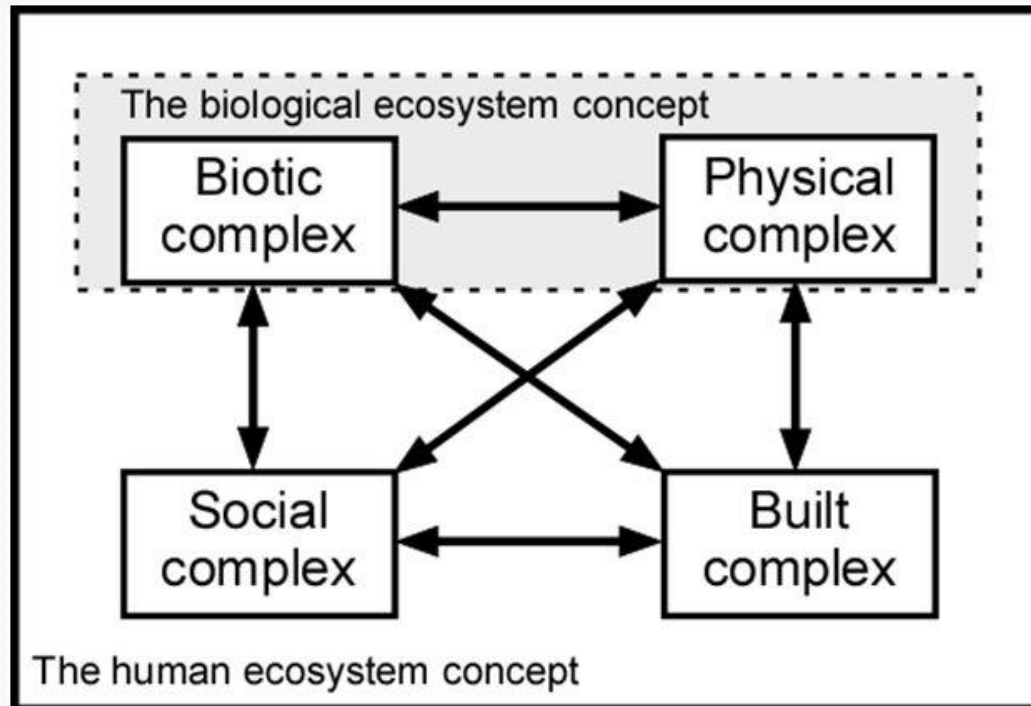 The biological ecosystem concept
Biotic
complex
Physical
complex
Social
complex
Built
complex
The human ecosystem concept